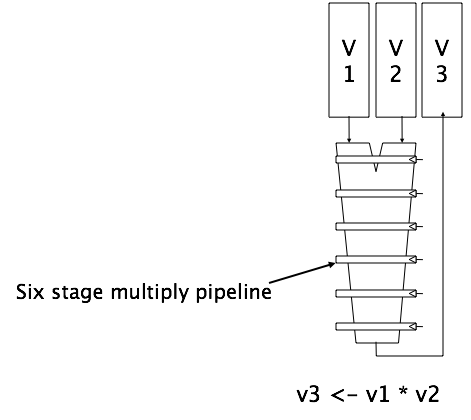 V V V
1 2 3
Six stage multiply pipeline
v3 <- v1 * v2